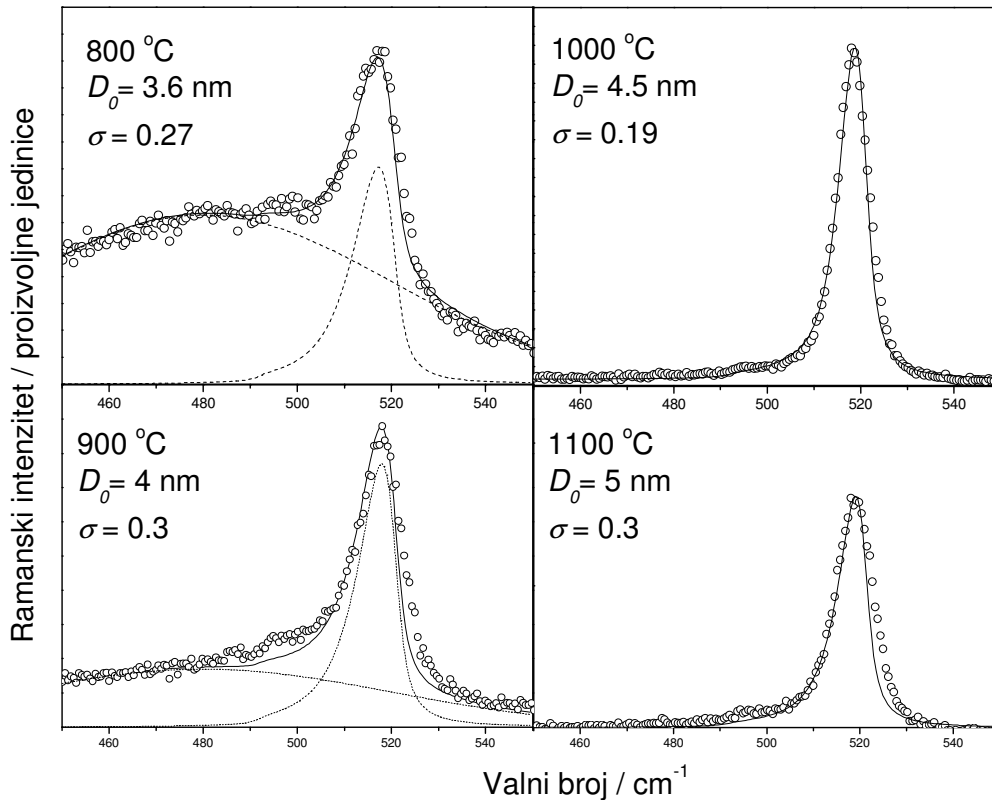 Ramanski intenzitet / proizvoljne jedinice
800 °C
D₀= 3.6 nm
σ = 0.27
460 480 500 520 540
1000 °C
D₀= 4.5 nm
σ = 0.19
460 480 500 520 540
900 °C
D₀= 4 nm
σ = 0.3
460 480 500 520 540
1100 °C
D₀= 5 nm
σ = 0.3
460 480 500 520 540
Valni broj / cm⁻¹